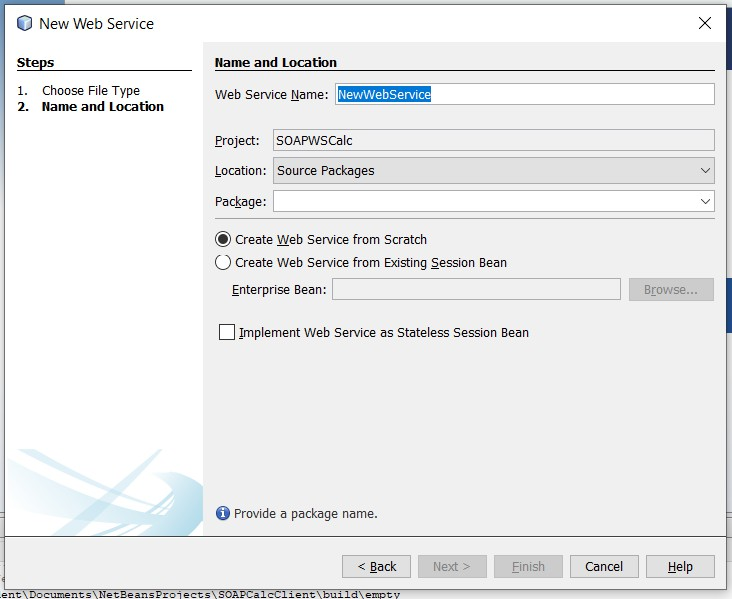 New Web Service
Steps
1. Choose File Type
2. Name and Location
Name and Location
Web Service Name: NewWebService
Project: SOAPWSCalc
Location: Source Packages
Package:
Create Web Service from Scratch
Create Web Service from Existing Session Bean
Enterprise Bean: Browse...
Implement Web Service as Stateless Session Bean
Provide a package name.
< Back Next > Finish Cancel Help
ent\Documents\NetBeansProjects\SOAPCalcClient\build\empty